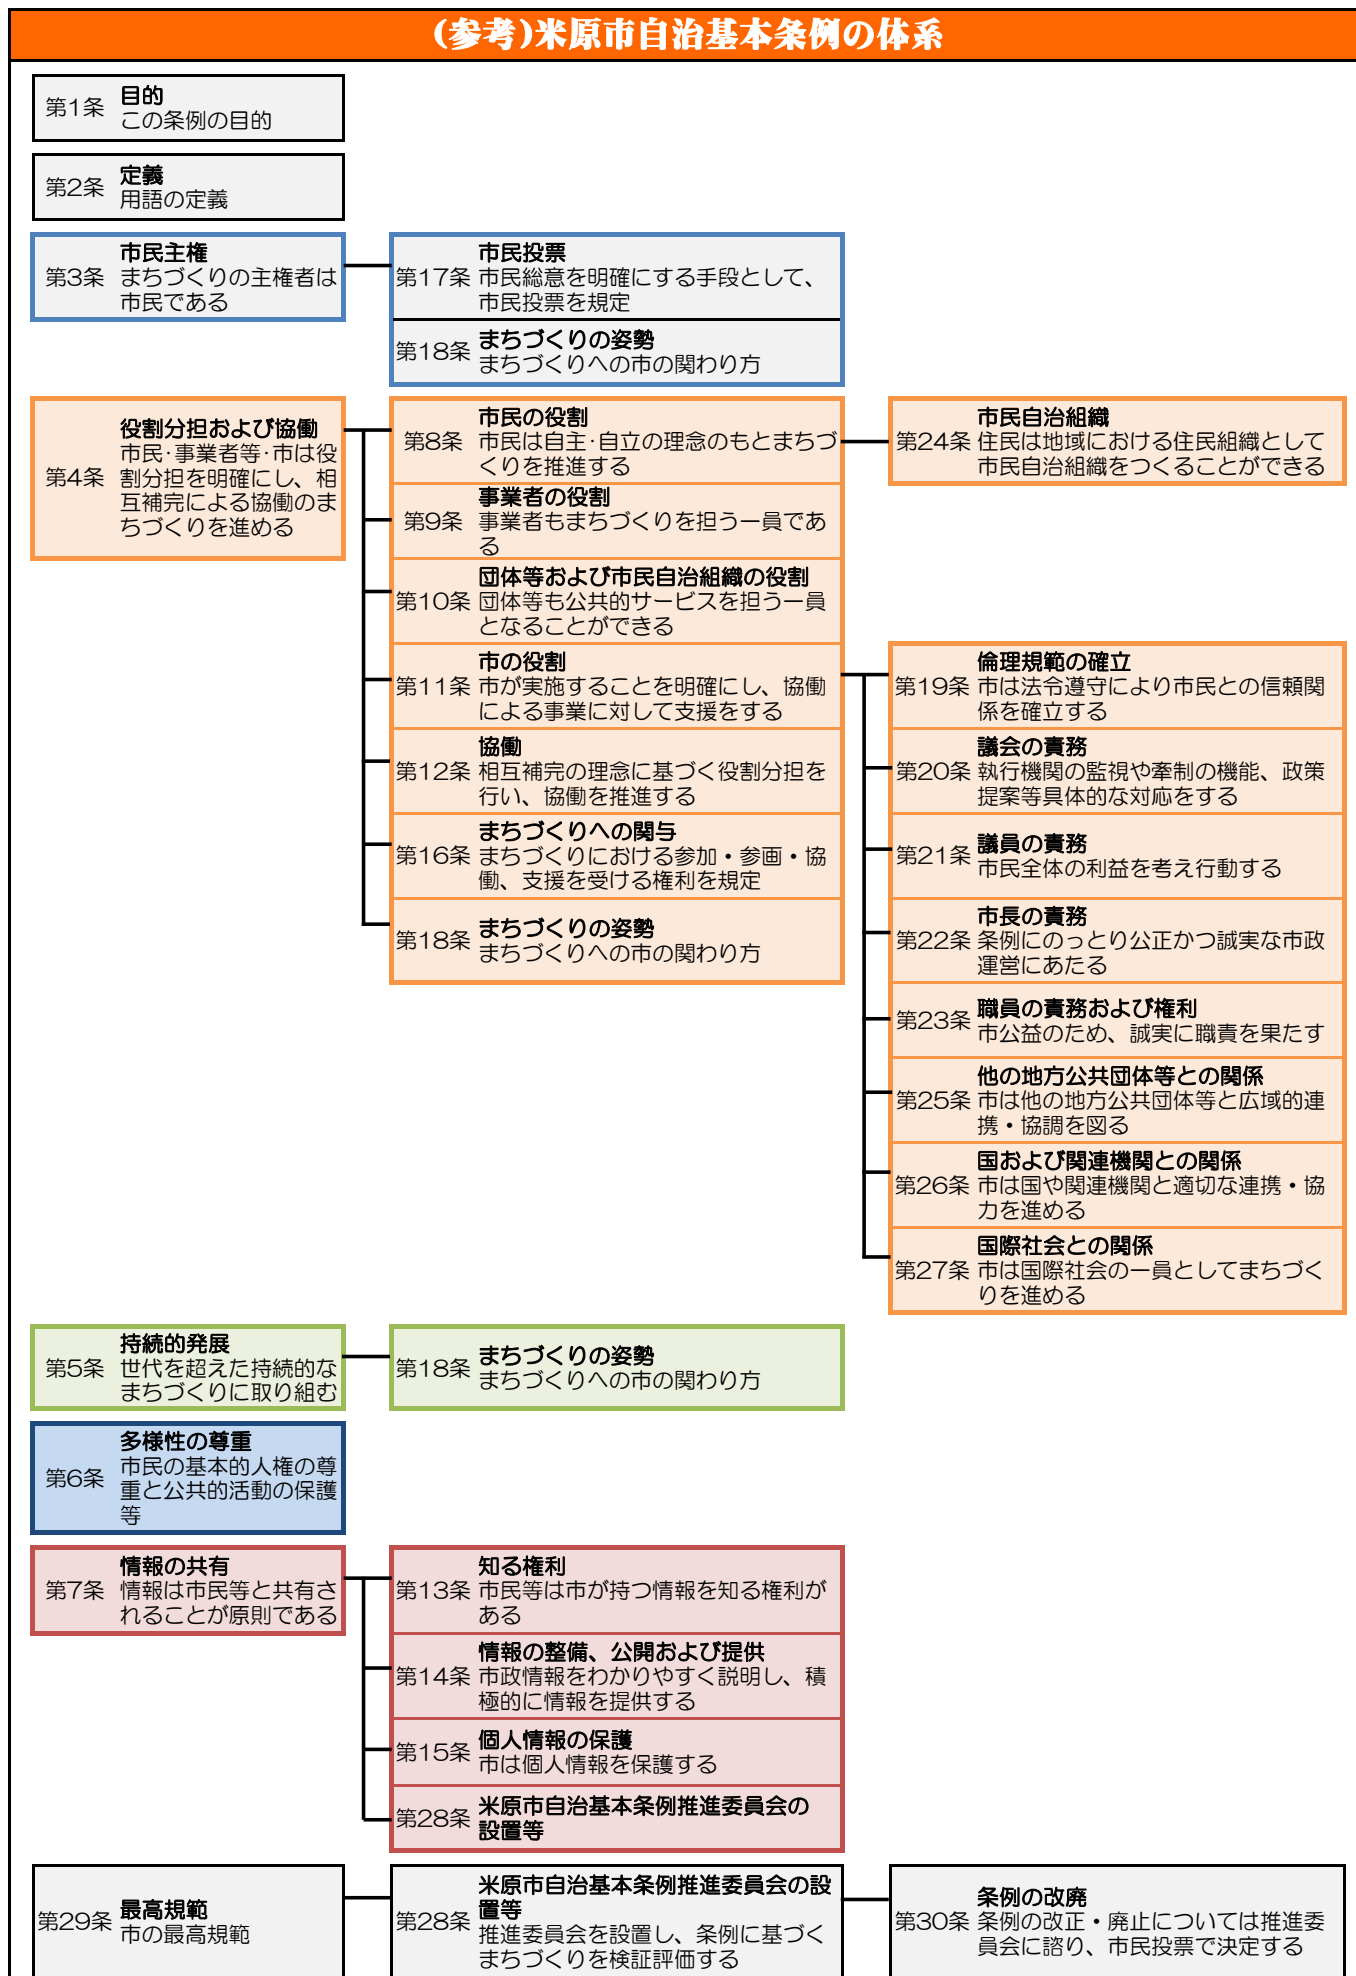 (参考)米原市自治基本条例の体系
第1条
目的
この条例の目的
第2条
定義
用語の定義
第3条
市民主権
まちづくりの主権者は
市民である
第17条
市民投票
市民総意を明確にする手段として、
市民投票を規定
第18条
まちづくりの姿勢
まちづくりへの市の関わり方
第4条
役割分担および協働
市民・事業者等・市は役
割分担を明確にし、相
互補完による協働のま
ちづくりを進める
第8条
市民の役割
市民は自主・自立の理念のもとまちづ
くりを推進する
第24条
市民自治組織
住民は地域における住民組織として
市民自治組織をつくることができる
第9条
事業者の役割
事業者もまちづくりを担う一員であ
る
第10条
団体等および市民自治組織の役割
団体等も公共的サービスを担う一員
となることができる
第11条
市の役割
市が実施することを明確にし、協働
による事業に対して支援をする
第12条
協働
相互補完の理念に基づく役割分担を
行い、協働を推進する
第16条
まちづくりへの関与
まちづくりにおける参加・参画・協
働、支援を受ける権利を規定
第18条
まちづくりの姿勢
まちづくりへの市の関わり方
第19条
倫理規範の確立
市は法令遵守により市民との信頼関
係を確立する
第20条
議会の責務
執行機関の監視や牽制の機能、政策
提案等具体的な対応をする
第21条
議員の責務
市民全体の利益を考え行動する
第22条
市長の責務
条例にのっとり公正かつ誠実な市政
運営にあたる
第23条
職員の責務および権利
市公益のため、誠実に職責を果たす
第25条
他の地方公共団体等との関係
市は他の地方公共団体等と広域的連
携・協調を図る
第26条
国および関連機関との関係
市は国や関連機関と適切な連携・協
力を進める
第27条
国際社会との関係
市は国際社会の一員としてまちづく
りを進める
第5条
持続的発展
世代を超えた持続的な
まちづくりに取り組む
第18条
まちづくりの姿勢
まちづくりへの市の関わり方
第6条
多様性の尊重
市民の基本的人権の尊
重と公共的活動の保護
等
第7条
情報の共有
情報は市民等と共有さ
れることが原則である
第13条
知る権利
市民等は市が持つ情報を知る権利が
ある
第14条
情報の整備、公開および提供
市政情報をわかりやすく説明し、積
極的に情報を提供する
第15条
個人情報の保護
市は個人情報を保護する
第28条
米原市自治基本条例推進委員会の
設置等
第29条
最高規範
市の最高規範
第28条
米原市自治基本条例推進委員会の設
置等
推進委員会を設置し、条例に基づく
まちづくりを検証評価する
第30条
条例の改廃
条例の改正・廃止については推進委
員会に諮り、市民投票で決定する